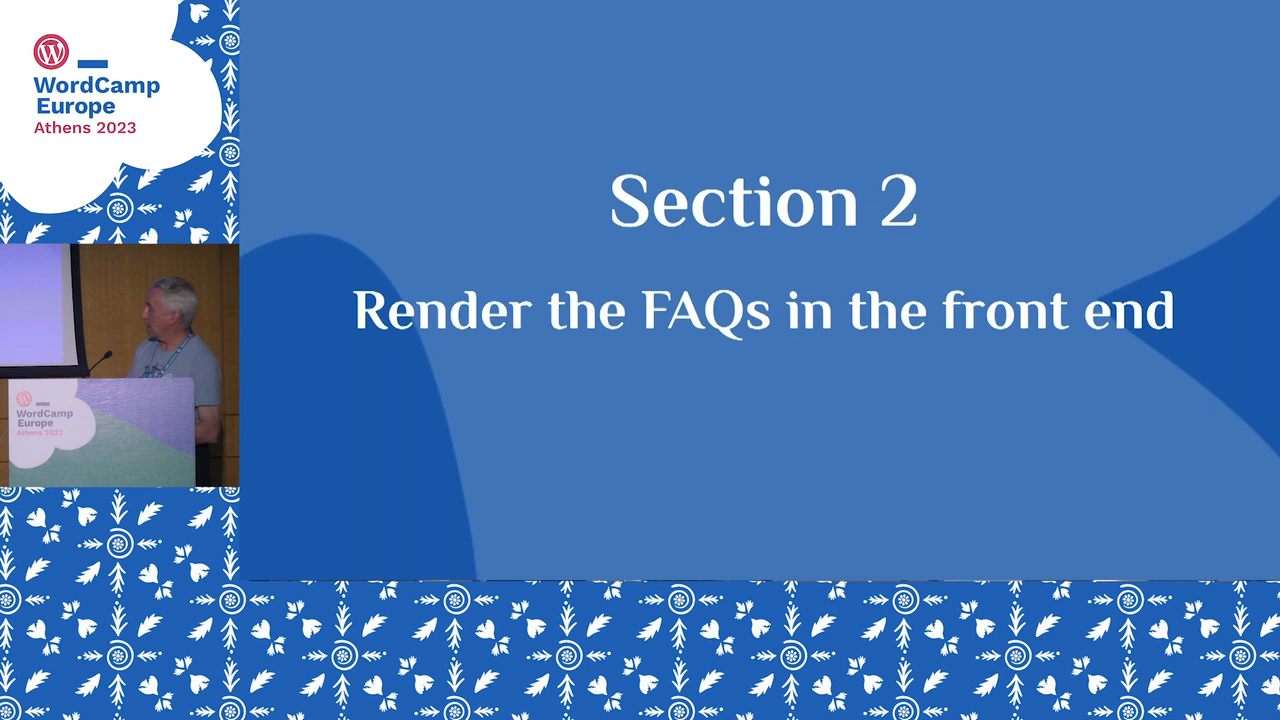 WordCamp
Europe
Athens 2023
Section 2
Render the FAQs in the front end
WordCamp
Europe
Athens 2023